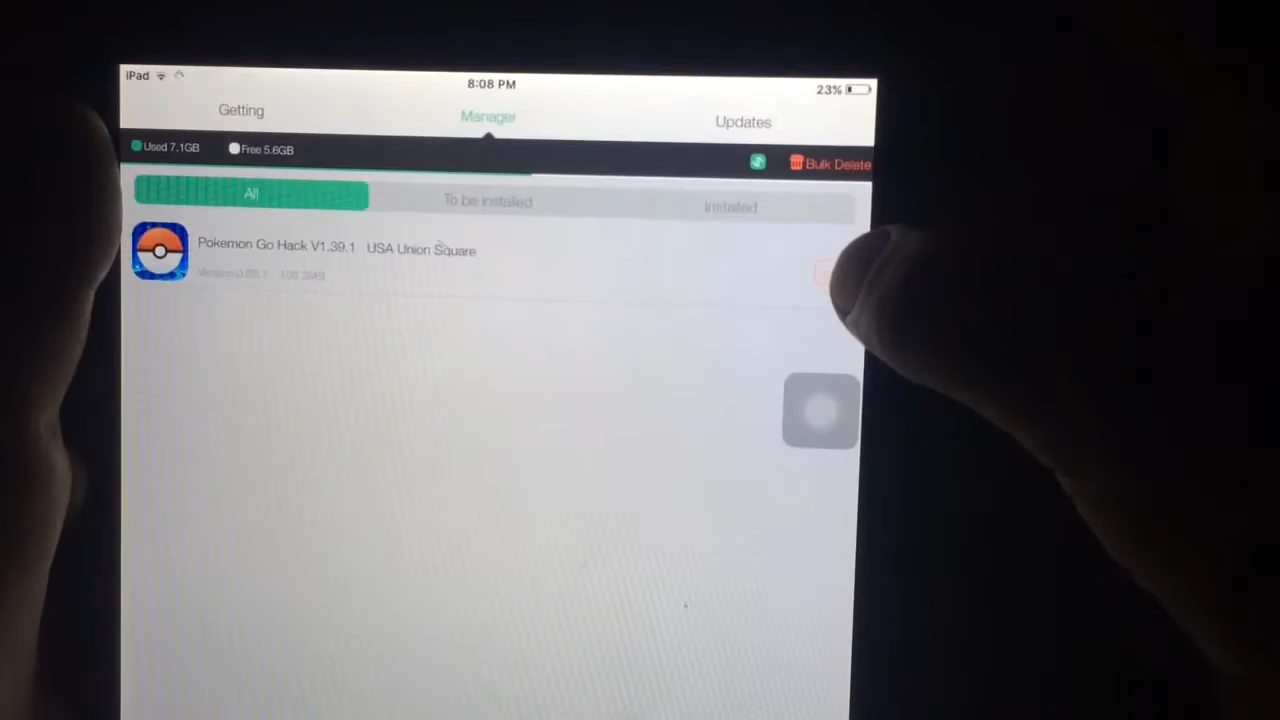 iPad
8:08 PM
23%
Getting
Manager
Updates
Used 7.1GB
Free 5.6GB
Bulk Delete
All
To be installed
Installed
Pokemon Go Hack V1.39.1 USA Union Square